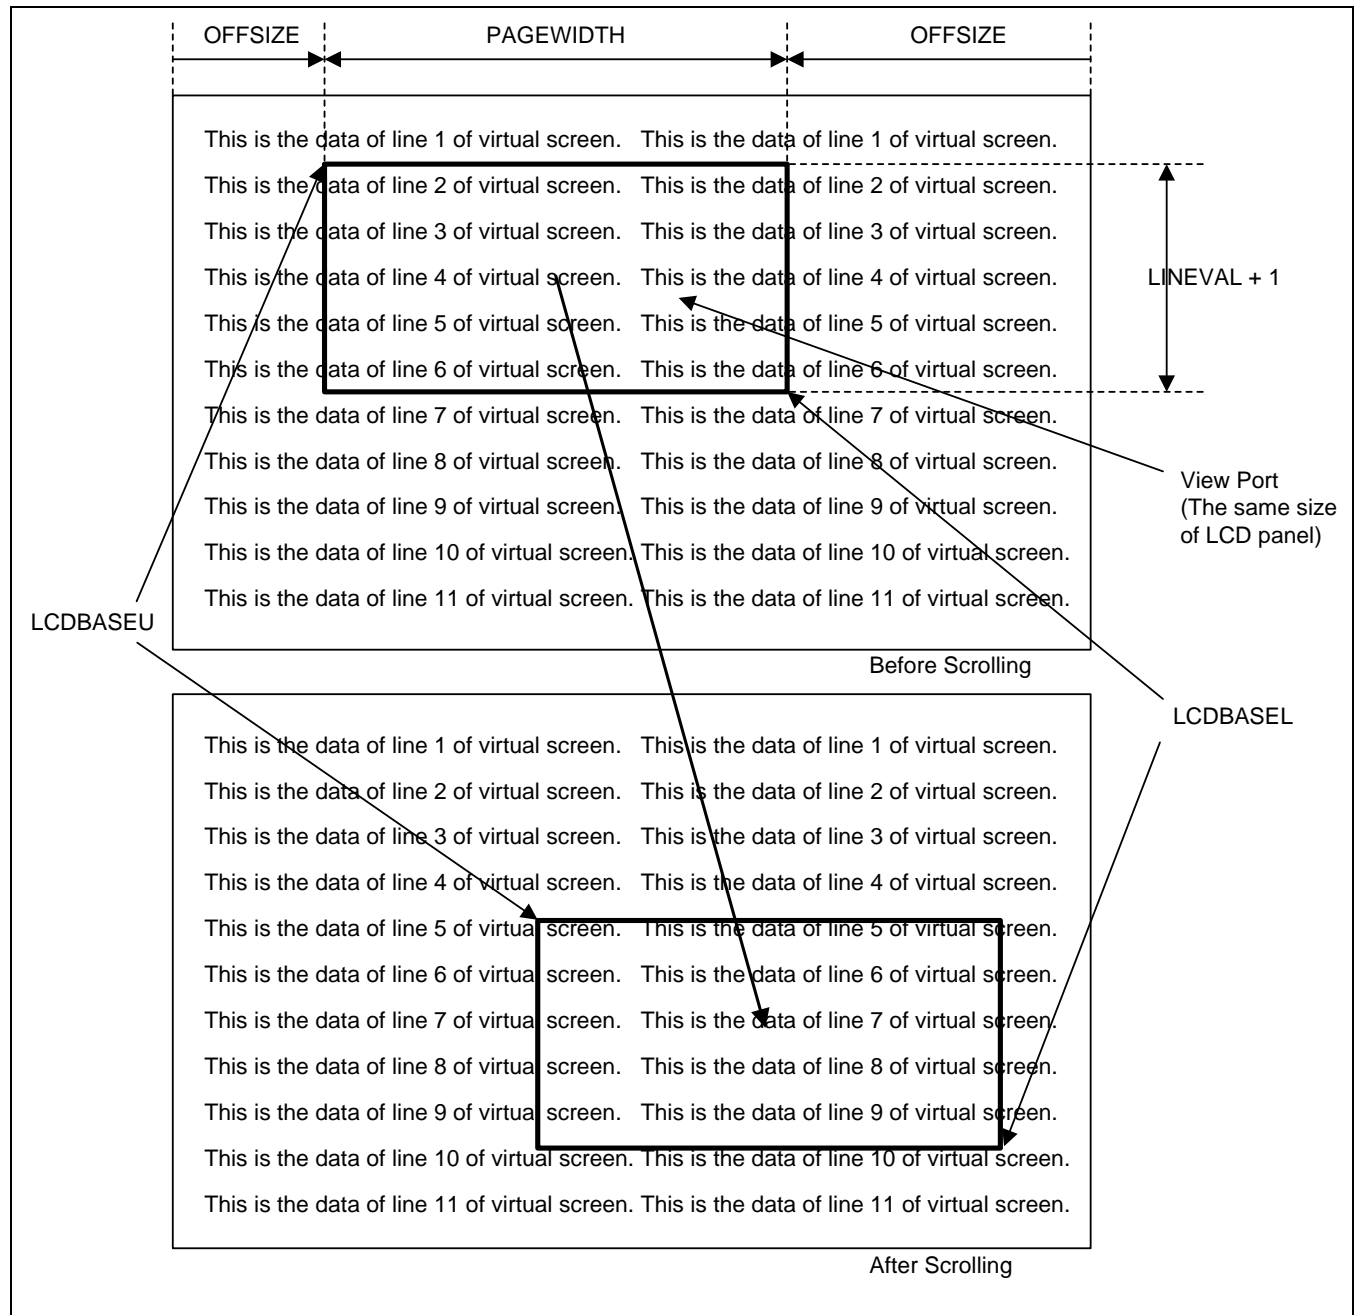 OFFSIZE PAGEWIDTH OFFSIZE
This is the data of line 1 of virtual screen. This is the data of line 1 of virtual screen.
This is the data of line 2 of virtual screen. This is the data of line 2 of virtual screen.
This is the data of line 3 of virtual screen. This is the data of line 3 of virtual screen.
This is the data of line 4 of virtual screen. This is the data of line 4 of virtual screen.
LINEVAL + 1
This is the data of line 5 of virtual screen. This is the data of line 5 of virtual screen.
This is the data of line 6 of virtual screen. This is the data of line 6 of virtual screen.
This is the data of line 7 of virtual screen. This is the data of line 7 of virtual screen.
This is the data of line 8 of virtual screen. This is the data of line 8 of virtual screen.
This is the data of line 9 of virtual screen. This is the data of line 9 of virtual screen.
This is the data of line 10 of virtual screen. This is the data of line 10 of virtual screen.
This is the data of line 11 of virtual screen. This is the data of line 11 of virtual screen.
View Port
(The same size
of LCD panel)
LCDBASEU
Before Scrolling
LCDBASEL
This is the data of line 1 of virtual screen. This is the data of line 1 of virtual screen.
This is the data of line 2 of virtual screen. This is the data of line 2 of virtual screen.
This is the data of line 3 of virtual screen. This is the data of line 3 of virtual screen.
This is the data of line 4 of virtual screen. This is the data of line 4 of virtual screen.
This is the data of line 5 of virtual screen. This is the data of line 5 of virtual screen.
This is the data of line 6 of virtual screen. This is the data of line 6 of virtual screen.
This is the data of line 7 of virtual screen. This is the data of line 7 of virtual screen.
This is the data of line 8 of virtual screen. This is the data of line 8 of virtual screen.
This is the data of line 9 of virtual screen. This is the data of line 9 of virtual screen.
This is the data of line 10 of virtual screen. This is the data of line 10 of virtual screen.
This is the data of line 11 of virtual screen. This is the data of line 11 of virtual screen.
After Scrolling